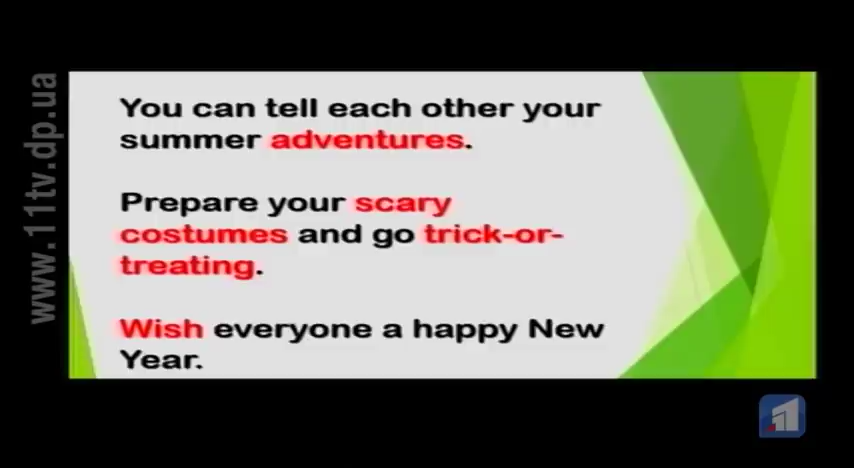 You can tell each other your
summer adventures.
Prepare your scary
costumes and go trick-or-
treating.
Wish everyone a happy New
Year.
www.11tv.dp.ua